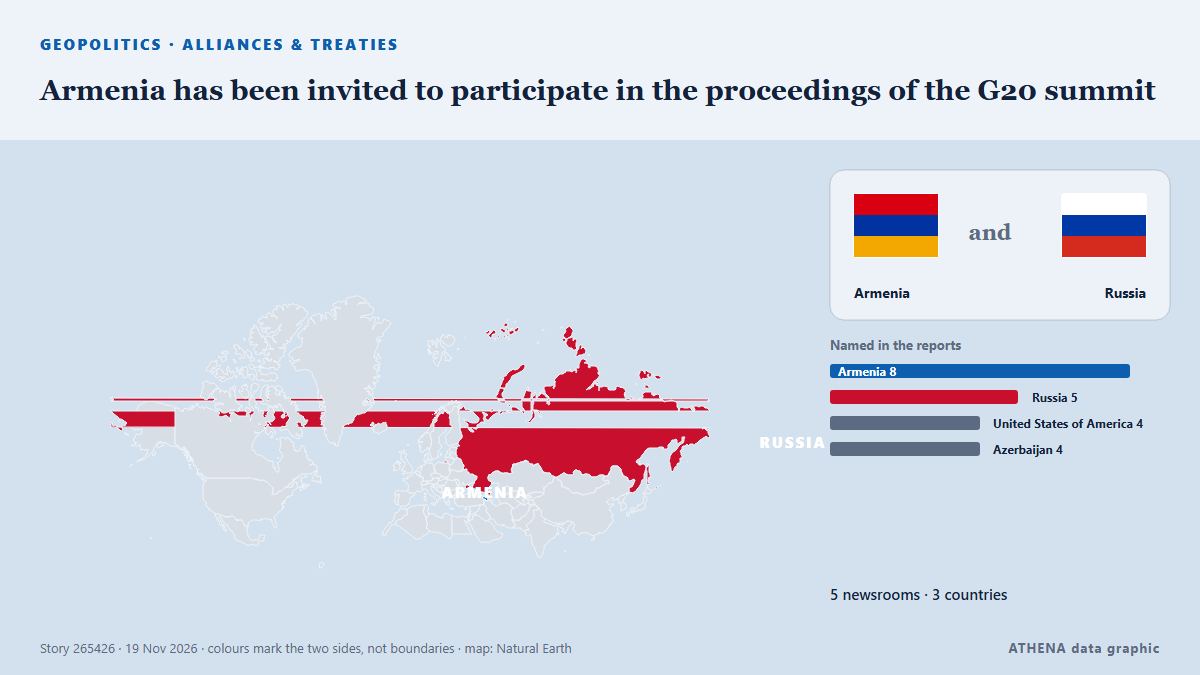 GEOPOLITICS · ALLIANCES & TREATIES
Armenia has been invited to participate in the proceedings of the G20 summit
and
Armenia
Russia
Named in the reports
Armenia 8
Russia 5
United States of America 4
Azerbaijan 4
RUSSIA
ARMENIA
5 newsrooms · 3 countries
Story 265426 · 19 Nov 2026 · colours mark the two sides, not boundaries · map: Natural Earth
ATHENA data graphic